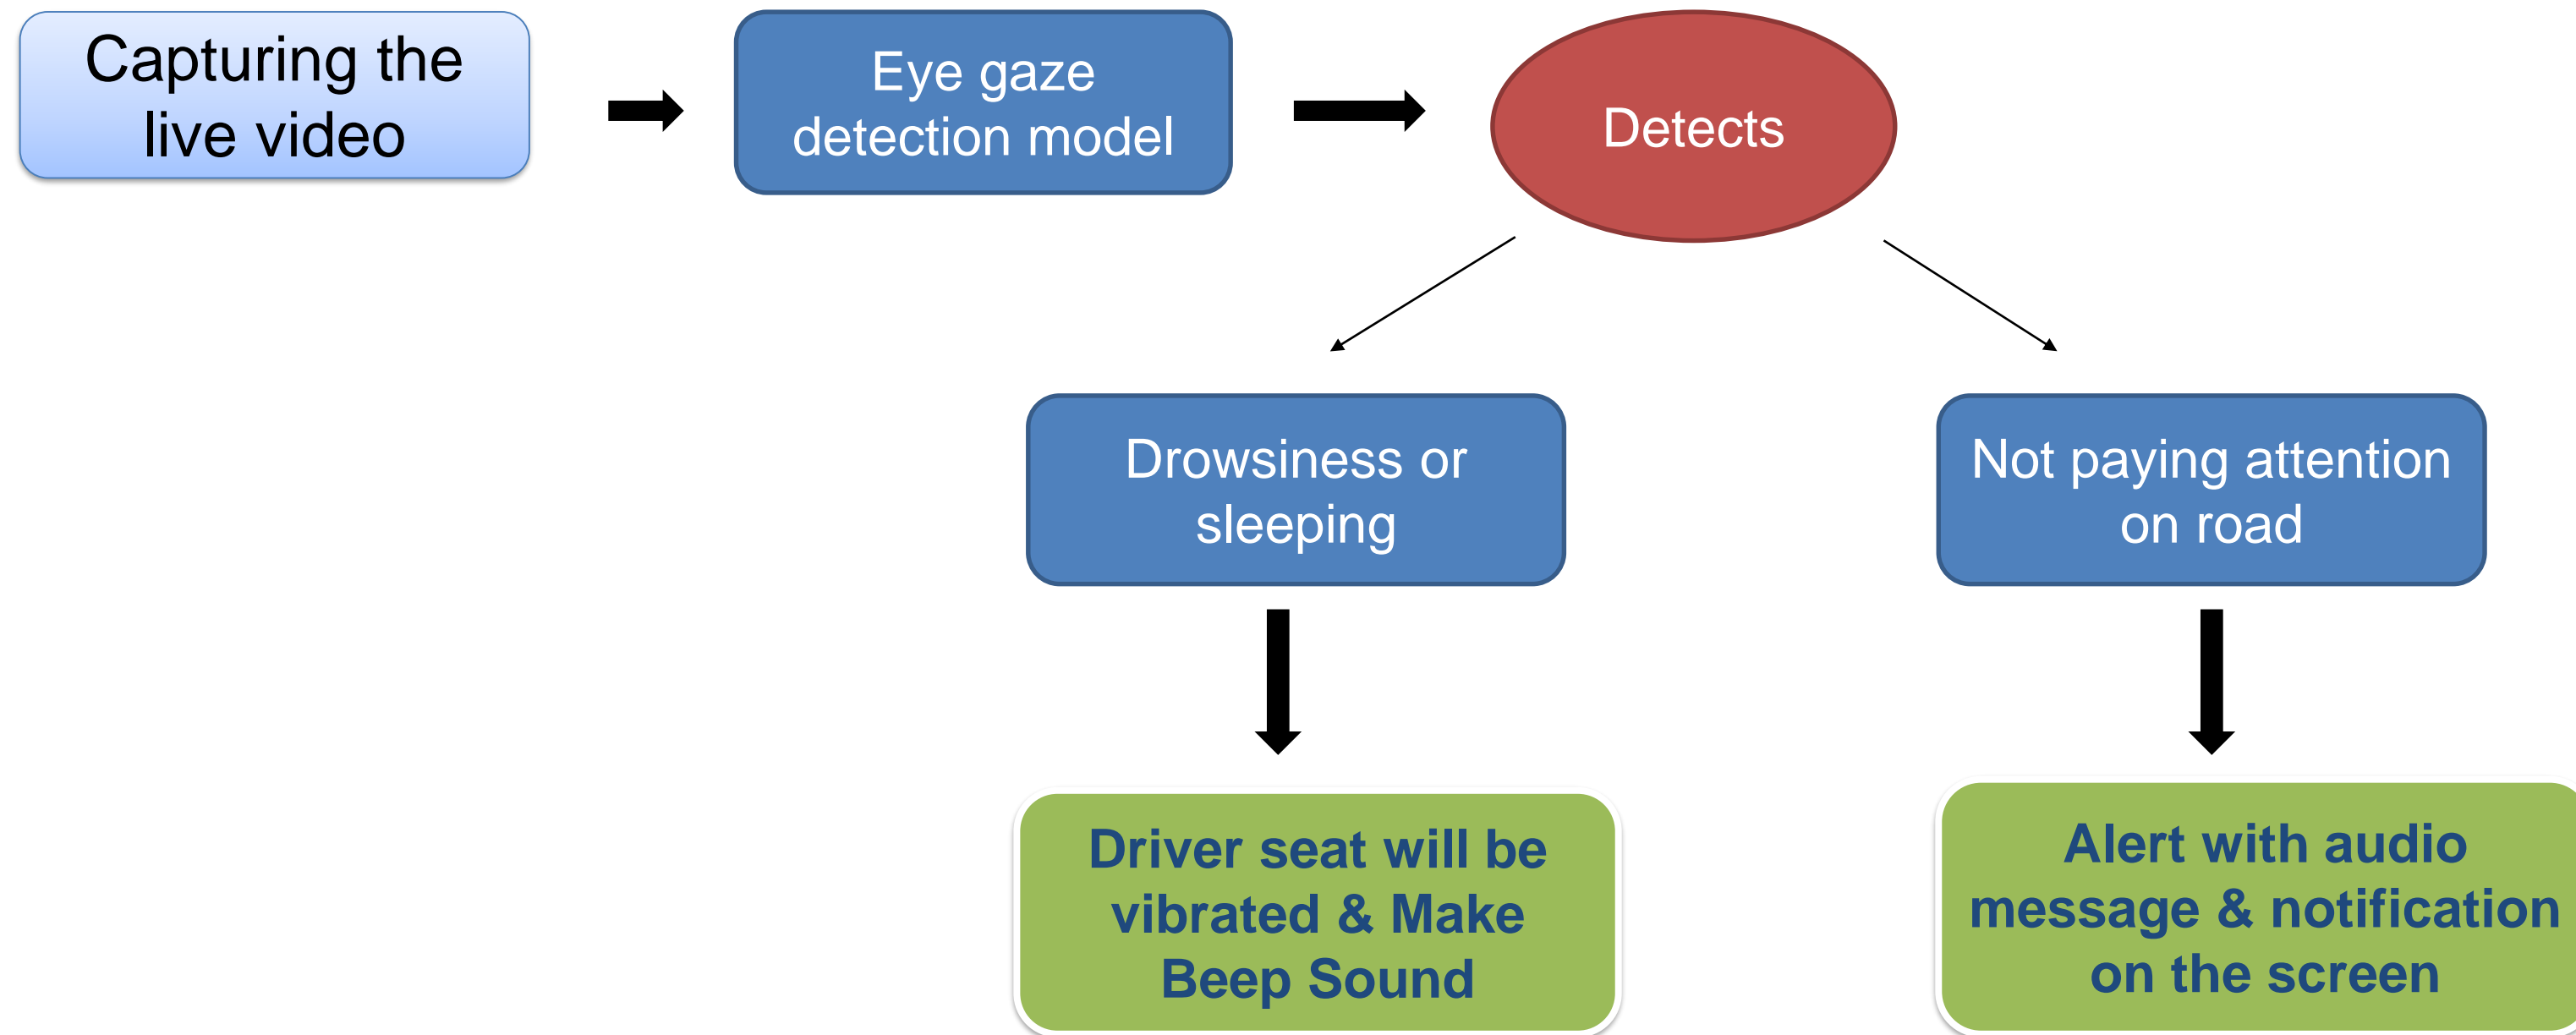 Capturing the
live video
Eye gaze
detection model
Detects
Drowsiness or
sleeping
Not paying attention
on road
Driver seat will be
vibrated & Make
Beep Sound
Alert with audio
message & notification
on the screen